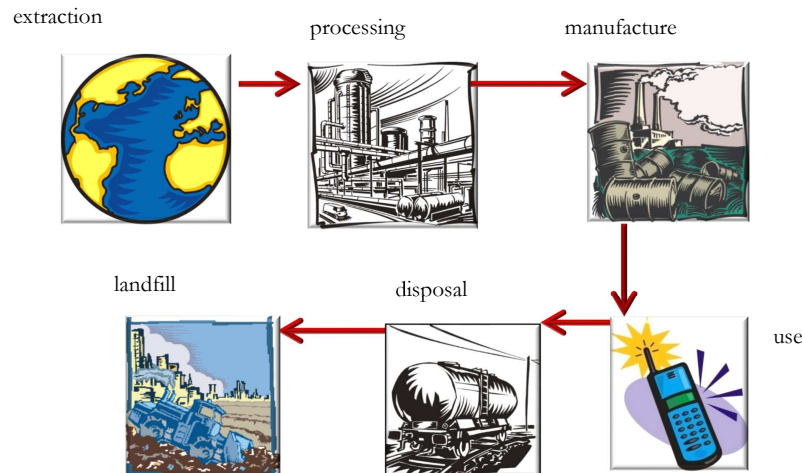 extraction
processing
manufacture
landfill
disposal
use